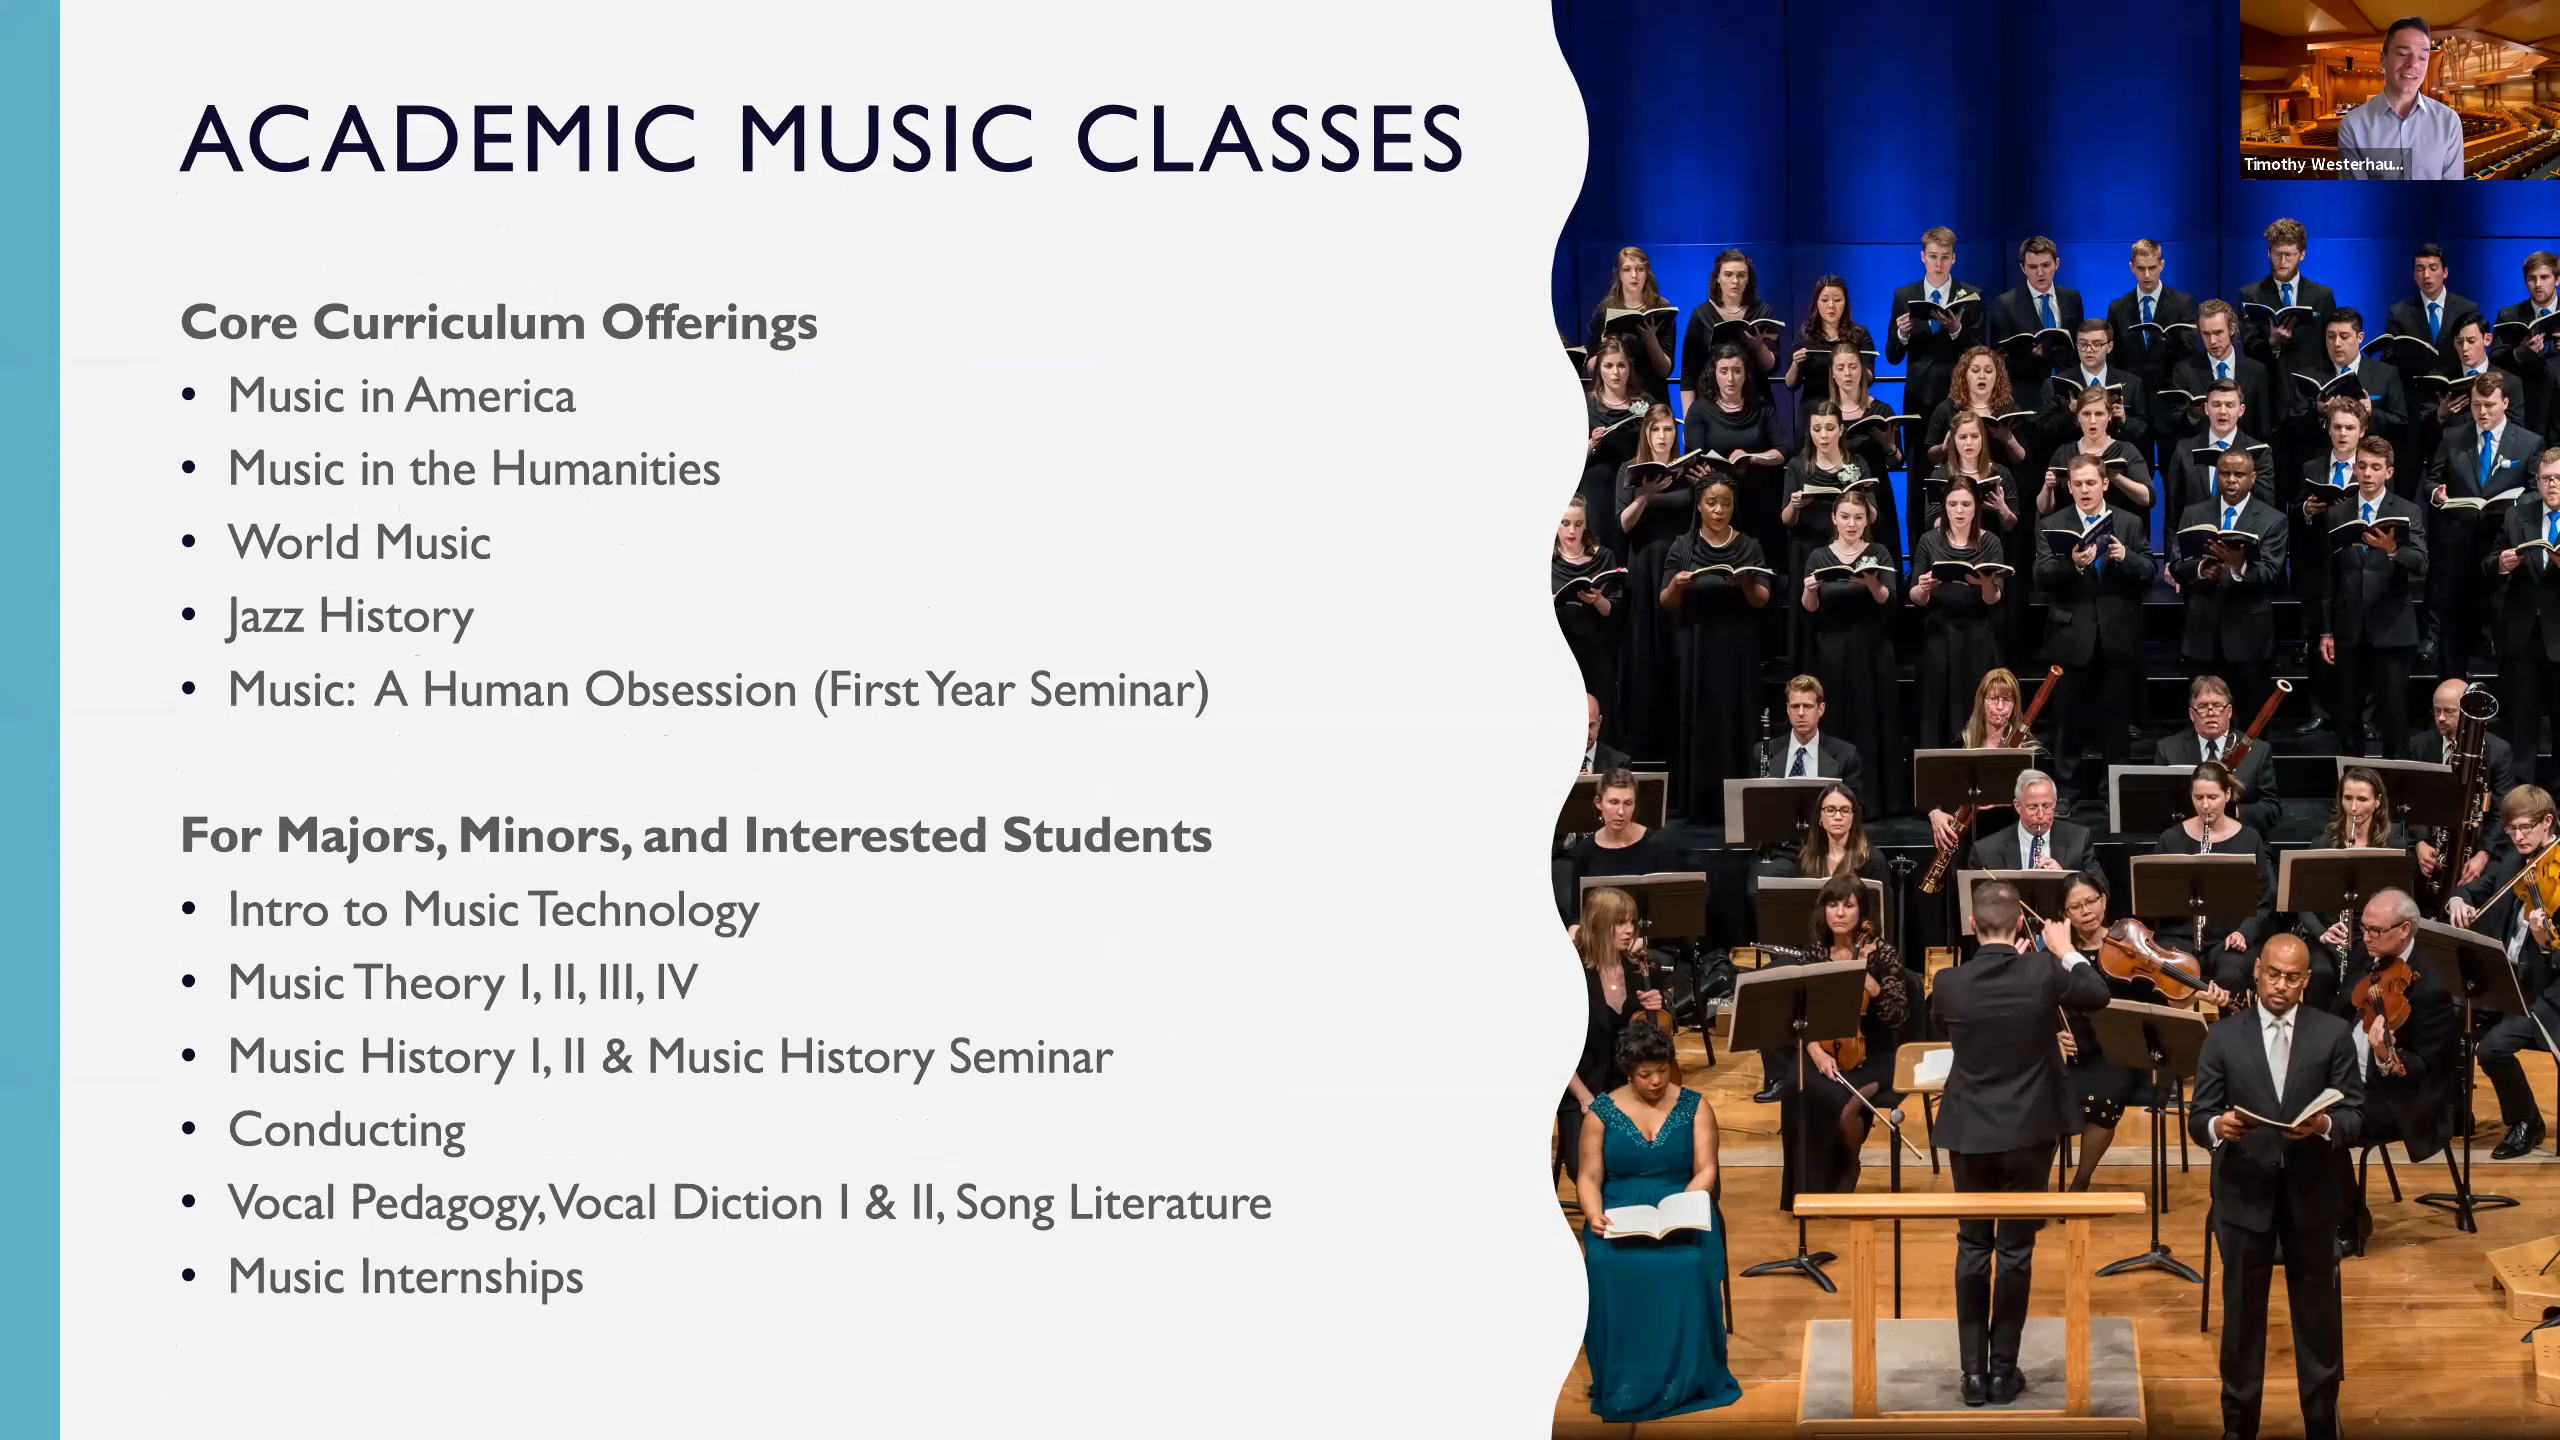 ACADEMIC MUSIC CLASSES
Timothy Westerhau...
Core Curriculum Offerings
• Music in America
• Music in the Humanities
• World Music
• Jazz History
• Music: A Human Obsession (First Year Seminar)
For Majors, Minors, and Interested Students
• Intro to Music Technology
• Music Theory I, II, III, IV
• Music History I, II & Music History Seminar
• Conducting
• Vocal Pedagogy, Vocal Diction I & II, Song Literature
• Music Internships